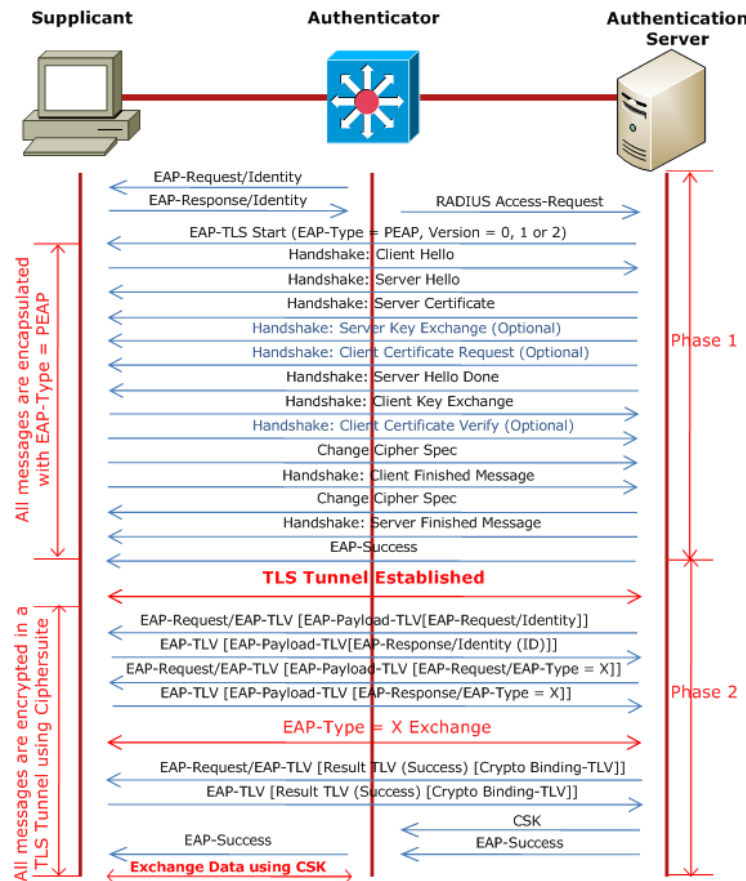 Supplicant
Authenticator
Authentication
Server
EAP-Request/Identity
EAP-Response/Identity
RADIUS Access-Request
EAP-TLS Start (EAP-Type = PEAP, Version = 0, 1 or 2)
Handshake: Client Hello
Handshake: Server Hello
Handshake: Server Certificate
Handshake: Server Key Exchange (Optional)
Handshake: Client Certificate Request (Optional)
Handshake: Server Hello Done
Handshake: Client Key Exchange
Handshake: Client Certificate Verify (Optional)
Change Cipher Spec
Handshake: Client Finished Message
Change Cipher Spec
Handshake: Server Finished Message
EAP-Success
All messages are encapsulated
with EAP-Type = PEAP
Phase 1
TLS Tunnel Established
EAP-Request/EAP-TLV [EAP-Payload-TLV[EAP-Request/Identity]]
EAP-TLV [EAP-Payload-TLV[EAP-Response/Identity (ID)]]
EAP-Request/EAP-TLV [EAP-Payload-TLV [EAP-Request/EAP-Type = X]]
EAP-TLV [EAP-Payload-TLV [EAP-Response/EAP-Type = X]]
EAP-Type = X Exchange
EAP-Request/EAP-TLV [Result TLV (Success) [Crypto Binding-TLV]]
EAP-TLV [Result TLV (Success) [Crypto Binding-TLV]]
CSK
EAP-Success
EAP-Success
Exchange Data using CSK
All messages are encrypted in a
TLS Tunnel using Ciphersuite
Phase 2